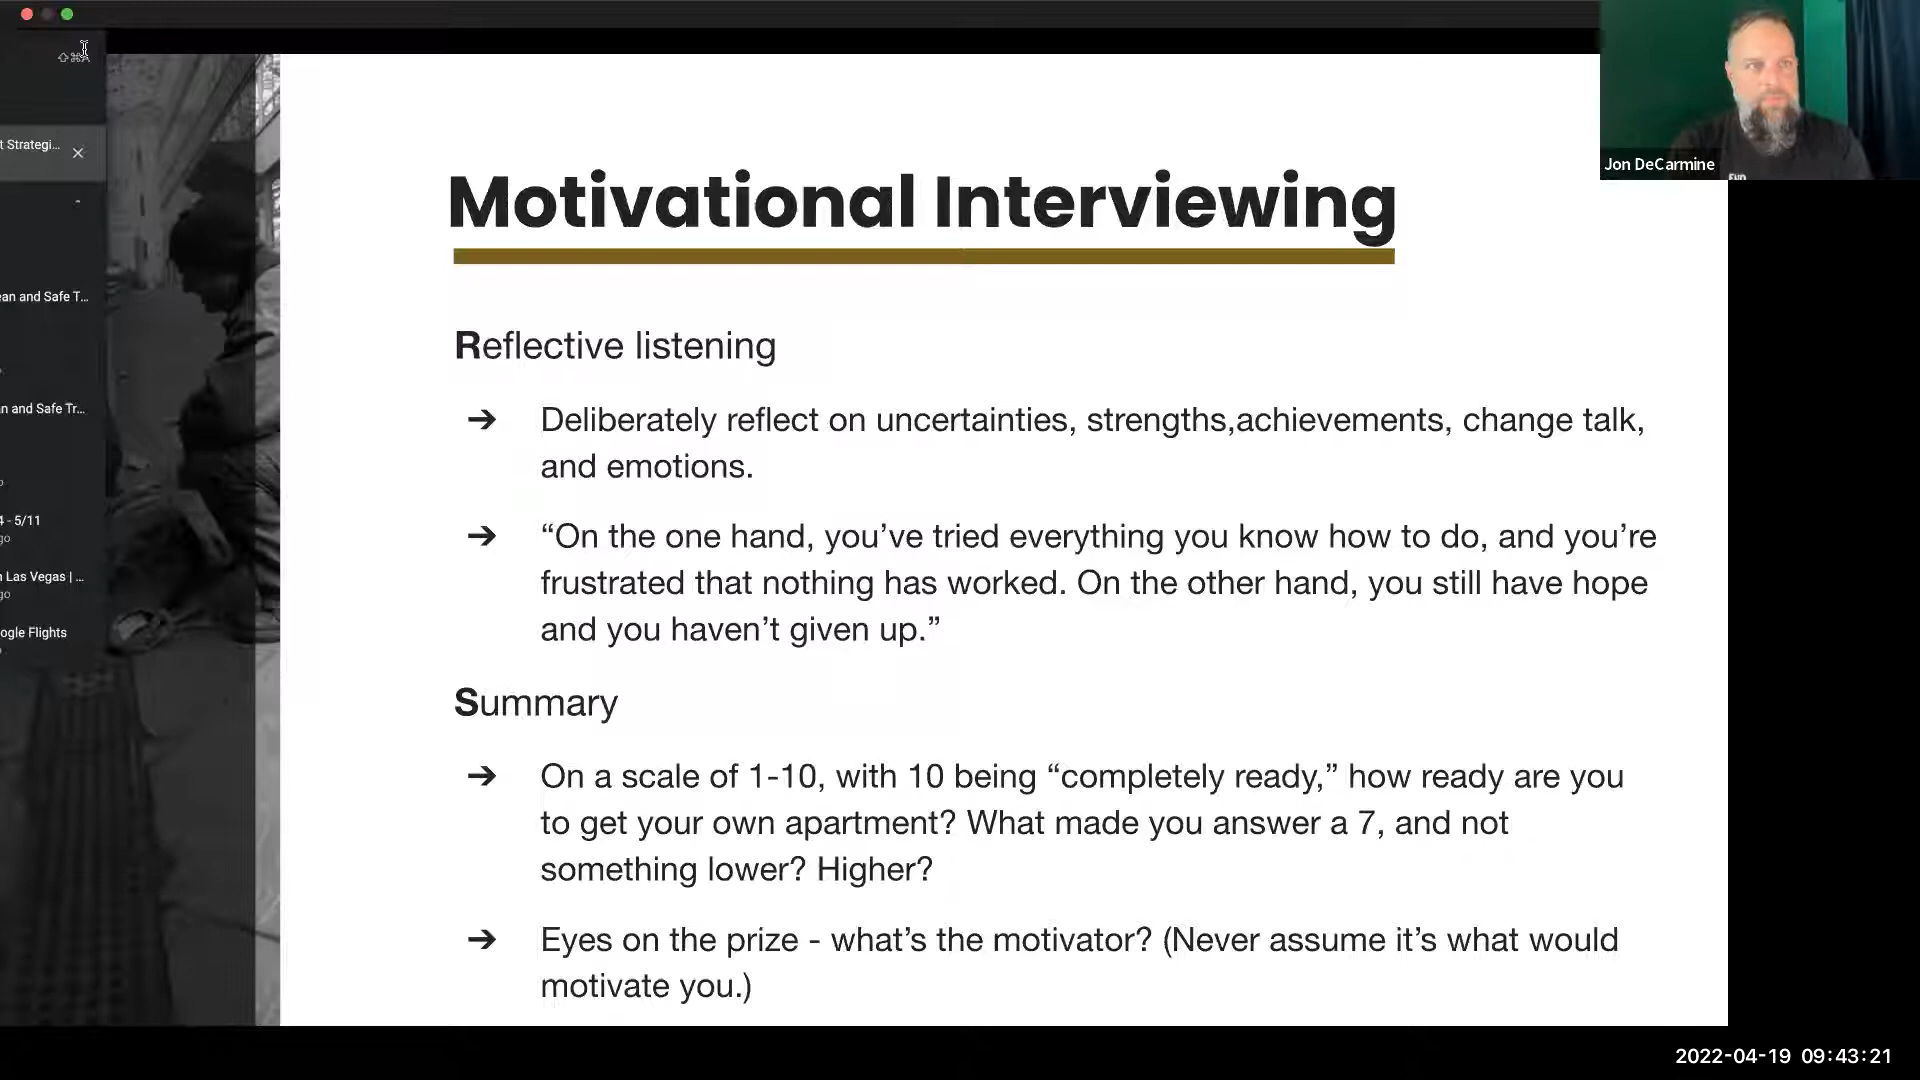 t Strategi...
ean and Safe T...
n and Safe Tr...
4 - 5/11
go
n Las Vegas | ...
go
ogle Flights
Jon DeCarmine
Motivational Interviewing
Reflective listening
➔ Deliberately reflect on uncertainties, strengths,achievements, change talk,
and emotions.
➔ “On the one hand, you’ve tried everything you know how to do, and you’re
frustrated that nothing has worked. On the other hand, you still have hope
and you haven’t given up.”
Summary
➔ On a scale of 1-10, with 10 being “completely ready,” how ready are you
to get your own apartment? What made you answer a 7, and not
something lower? Higher?
➔ Eyes on the prize - what’s the motivator? (Never assume it’s what would
motivate you.)
2022-04-19 09:43:21